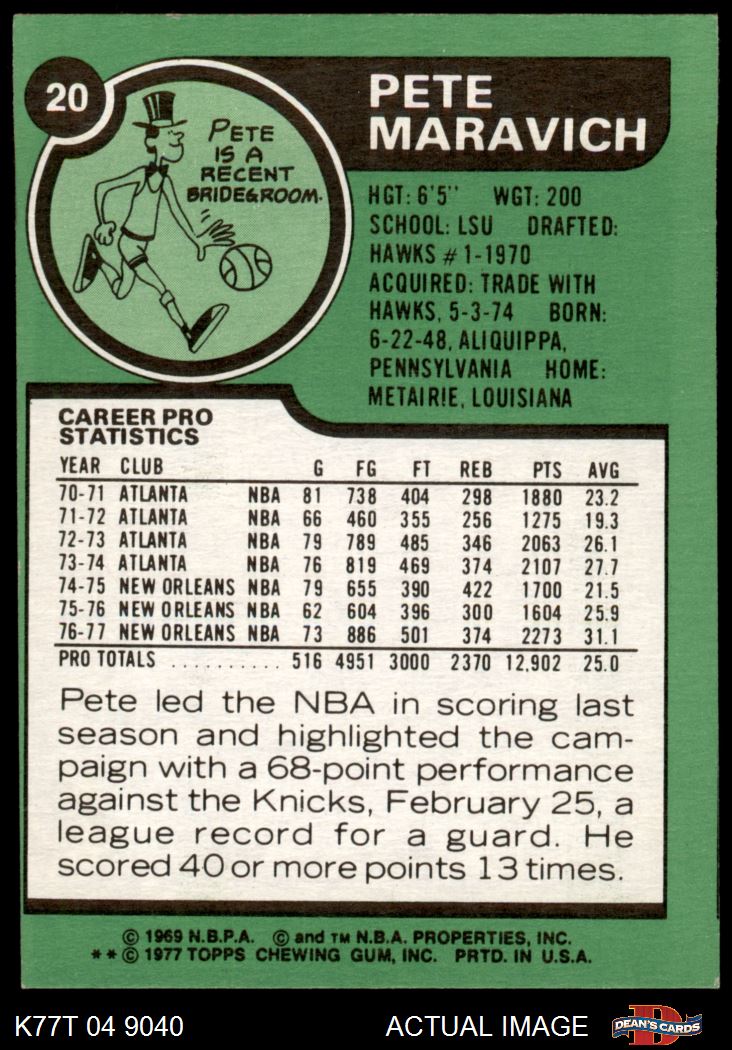 20
PETE
IS A
RECENT
BRIDEGROOM.
PETE
MARAVICH
HGT: 6'5" WGT: 200
SCHOOL: LSU DRAFTED:
HAWKS #1-1970
ACQUIRED: TRADE WITH
HAWKS, 5-3-74 BORN:
6-22-48, ALIQUIPPA,
PENNSYLVANIA HOME:
METAIRIE, LOUISIANA
CAREER PRO
STATISTICS
YEAR CLUB G FG FT REB PTS AVG
70-71 ATLANTA NBA 81 738 404 298 1880 23.2
71-72 ATLANTA NBA 66 460 355 256 1275 19.3
72-73 ATLANTA NBA 79 789 485 346 2063 26.1
73-74 ATLANTA NBA 76 819 469 374 2107 27.7
74-75 NEW ORLEANS NBA 79 655 390 422 1700 21.5
75-76 NEW ORLEANS NBA 62 604 396 300 1604 25.9
76-77 NEW ORLEANS NBA 73 886 501 374 2273 31.1
PRO TOTALS .......... 516 4951 3000 2370 12,902 25.0
Pete led the NBA in scoring last
season and highlighted the cam-
paign with a 68-point performance
against the Knicks, February 25, a
league record for a guard. He
scored 40 or more points 13 times.
© 1969 N.B.P.A. © and TM N.B.A. PROPERTIES, INC.
**© 1977 TOPPS CHEWING GUM, INC. PRTD. IN U.S.A.
K77T 04 9040 ACTUAL IMAGE DEAN'S CARDS